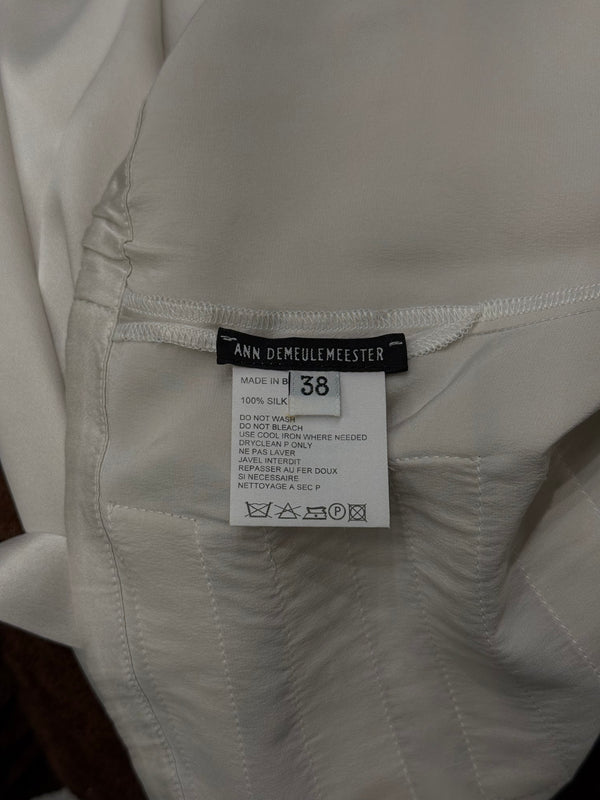 ANN DEMEULEMEESTER
MADE IN B
38
100% SILK
DO NOT WASH
DO NOT BLEACH
USE COOL IRON WHERE NEEDED
DRYCLEAN P ONLY
NE PAS LAVER
JAVEL INTERDIT
REPASSER AU FER DOUX
SI NECESSAIRE
NETTOYAGE A SEC P
P